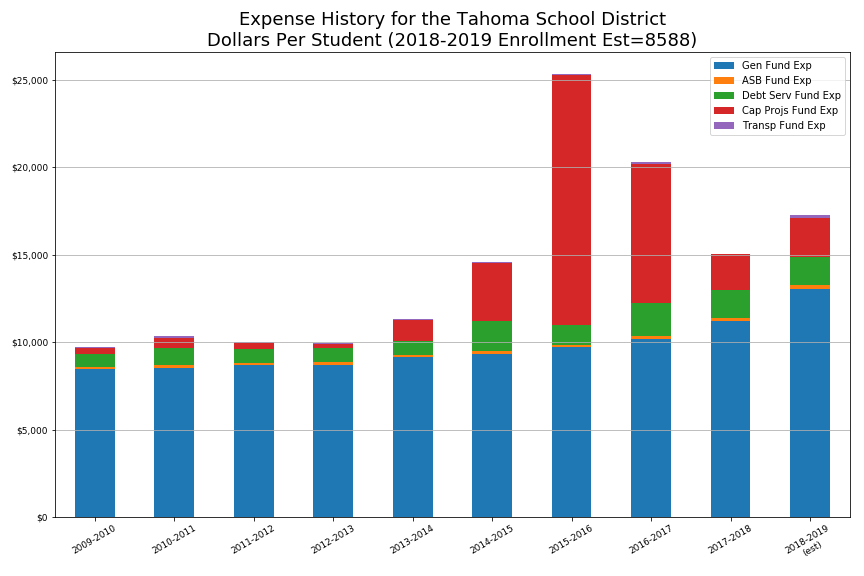 Expense History for the Tahoma School District
Dollars Per Student (2018-2019 Enrollment Est=8588)
Gen Fund Exp
ASB Fund Exp
Debt Serv Fund Exp
Cap Projs Fund Exp
Transp Fund Exp
$25,000
$20,000
$15,000
$10,000
$5,000
$0
2009-2010
2010-2011
2011-2012
2012-2013
2013-2014
2014-2015
2015-2016
2016-2017
2017-2018
2018-2019
(est)